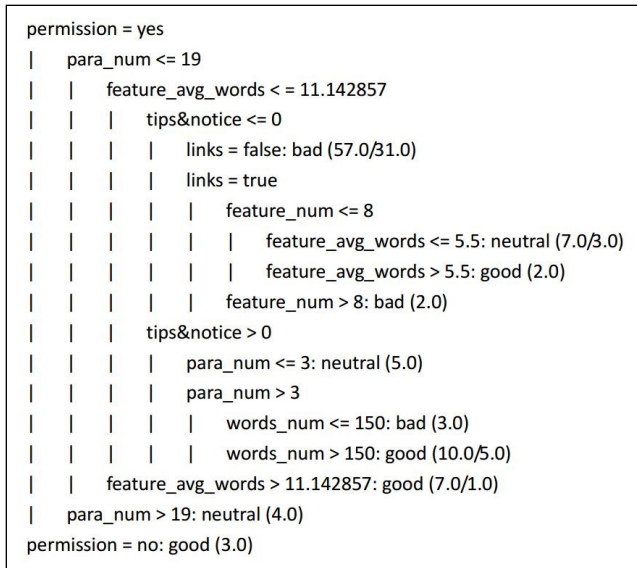 permission = yes
| para_num <= 19
| | feature_avg_words < = 11.142857
| | | tips&notice <= 0
| | | | links = false: bad (57.0/31.0)
| | | | links = true
| | | | | feature_num <= 8
| | | | | | feature_avg_words <= 5.5: neutral (7.0/3.0)
| | | | | | feature_avg_words > 5.5: good (2.0)
| | | | | feature_num > 8: bad (2.0)
| | | tips&notice > 0
| | | | para_num <= 3: neutral (5.0)
| | | | para_num > 3
| | | | | words_num <= 150: bad (3.0)
| | | | | words_num > 150: good (10.0/5.0)
| | feature_avg_words > 11.142857: good (7.0/1.0)
| para_num > 19: neutral (4.0)
permission = no: good (3.0)